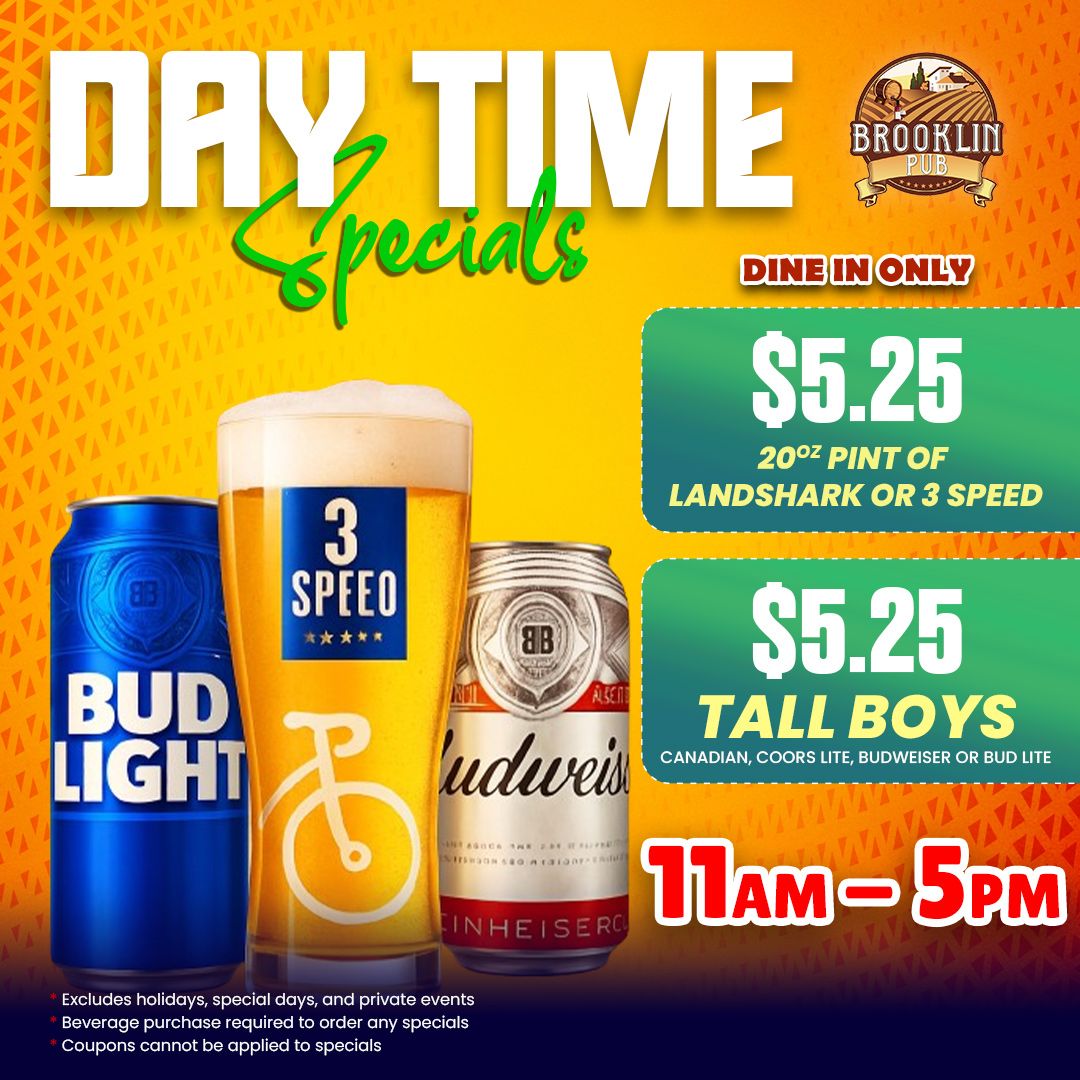 DAY TIME
Specials
BROOKLIN
PUB
DINE IN ONLY
$5.25
20OZ PINT OF
LANDSHARK OR 3 SPEED
$5.25
TALL BOYS
CANADIAN, COORS LITE, BUDWEISER OR BUD LITE
11AM – 5PM
BUD
LIGHT
3
SPEEO
udweis
EINHEISERC
* Excludes holidays, special days, and private events
* Beverage purchase required to order any specials
* Coupons cannot be applied to specials